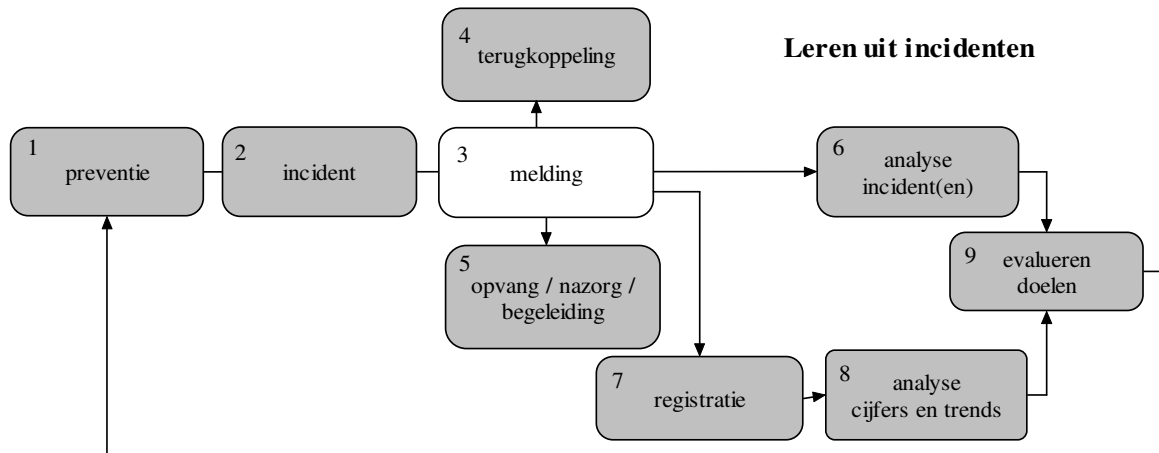 Leren uit incidenten
1
preventie
2
incident
3
melding
4
terugkoppeling
5
opvang / nazorg /
begeleiding
6
analyse
incident(en)
7
registratie
8
analyse
cijfers en trends
9
evalueren
doelen